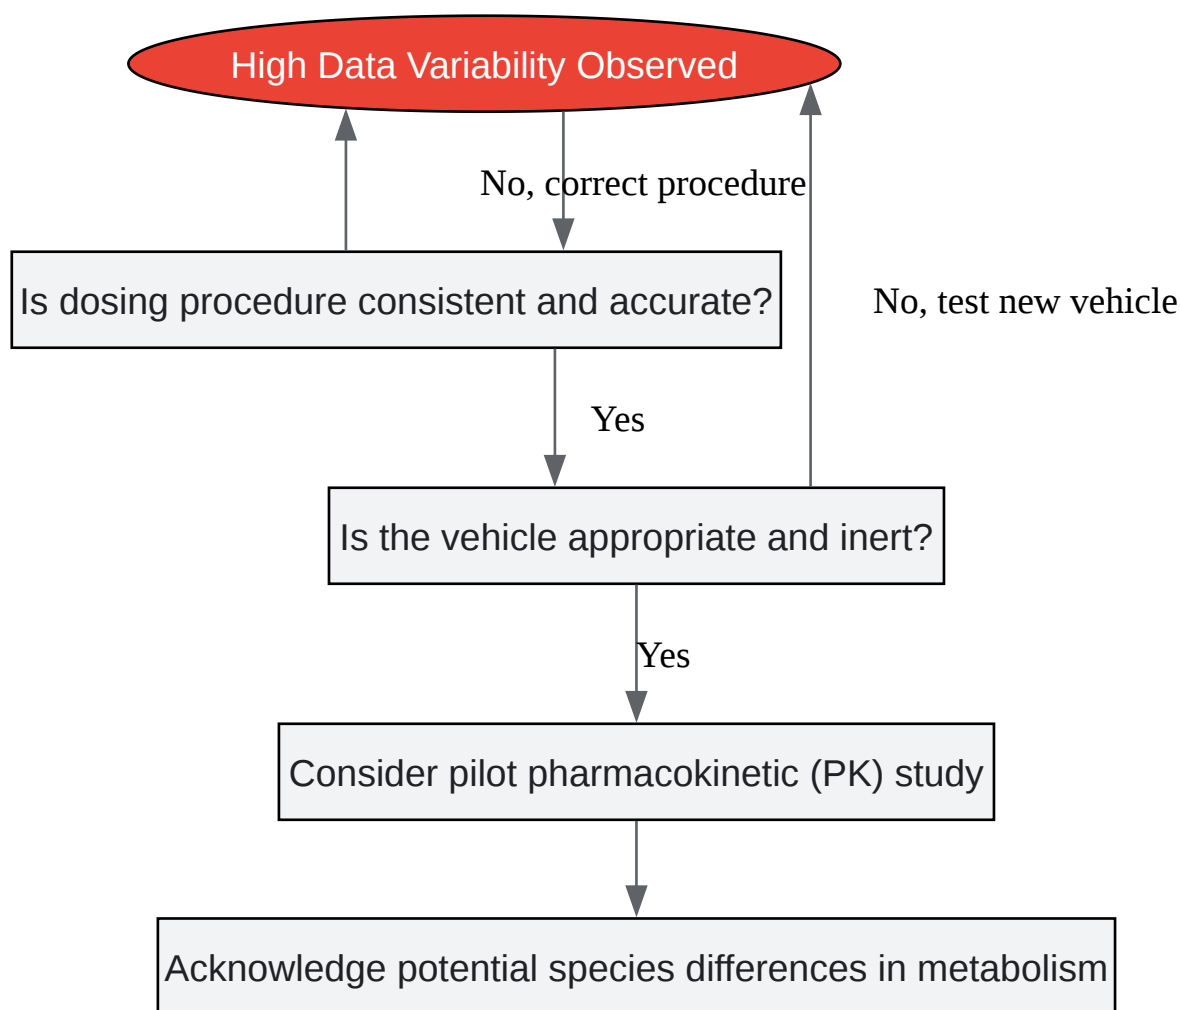 High Data Variability Observed
No, correct procedure
Is dosing procedure consistent and accurate?
No, test new vehicle
Yes
Is the vehicle appropriate and inert?
Yes
Consider pilot pharmacokinetic (PK) study
Acknowledge potential species differences in metabolism